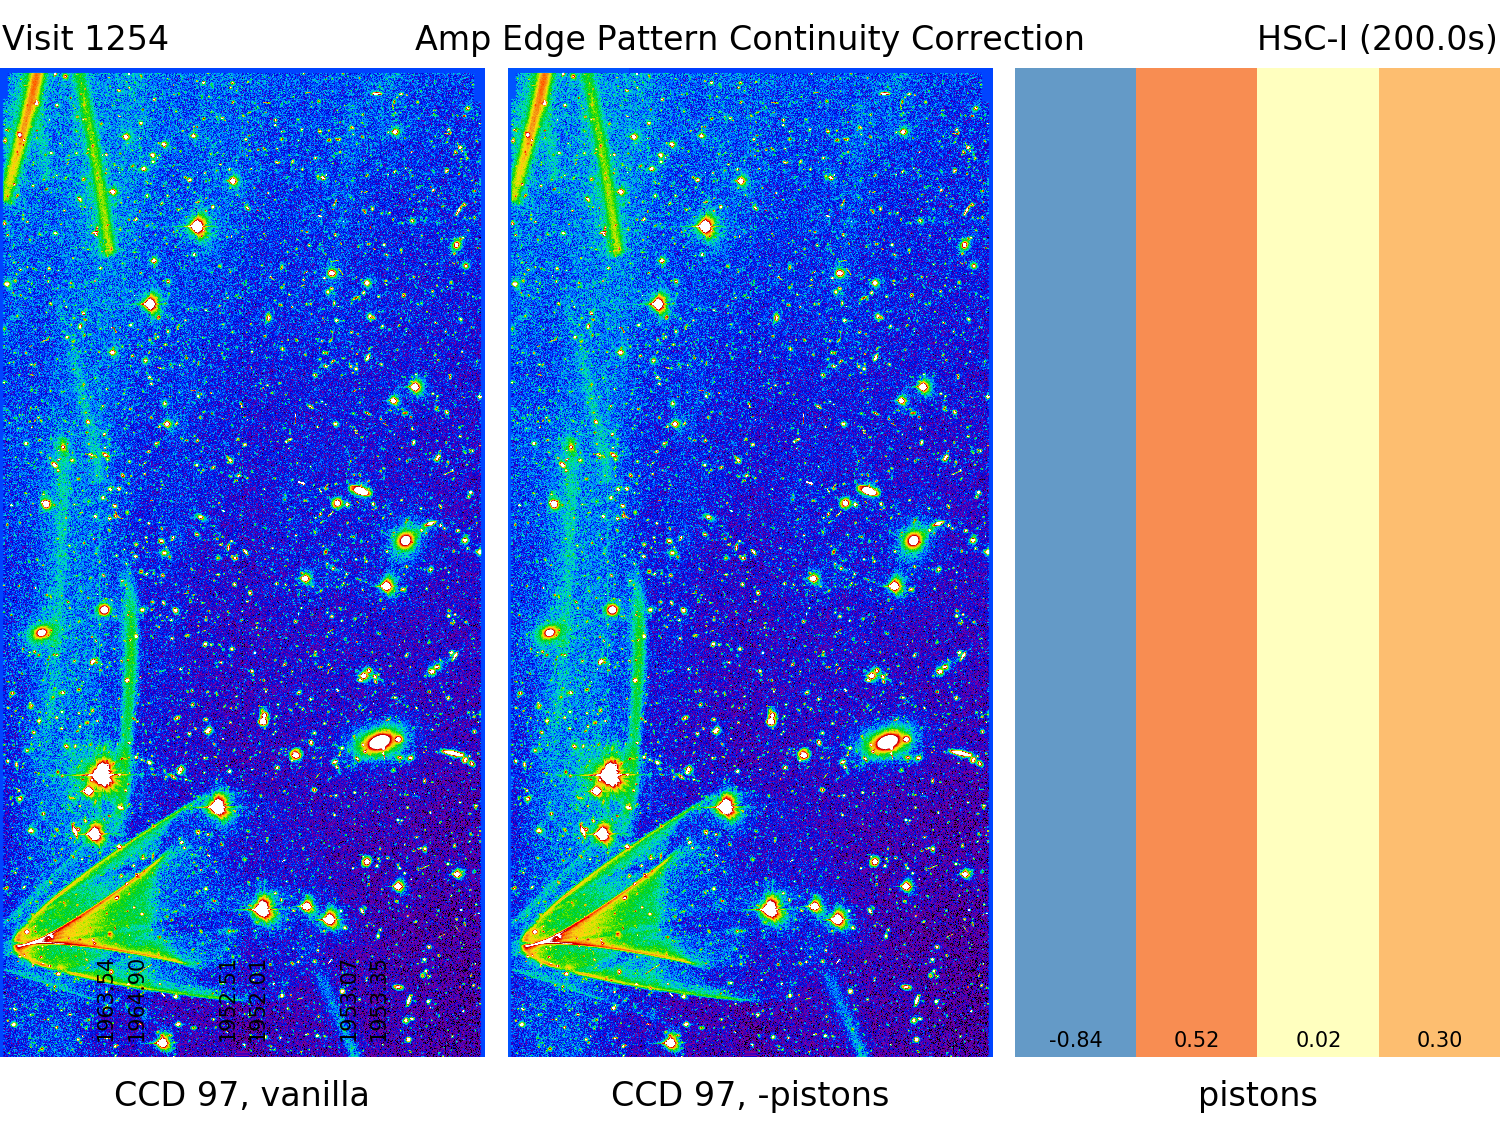 Visit 1254
Amp Edge Pattern Continuity Correction
HSC-I (200.0s)
1963.54
1964.90
1952.51
1952.01
1953.07
1953.35
-0.84
0.52
0.02
0.30
CCD 97, vanilla
CCD 97, -pistons
pistons